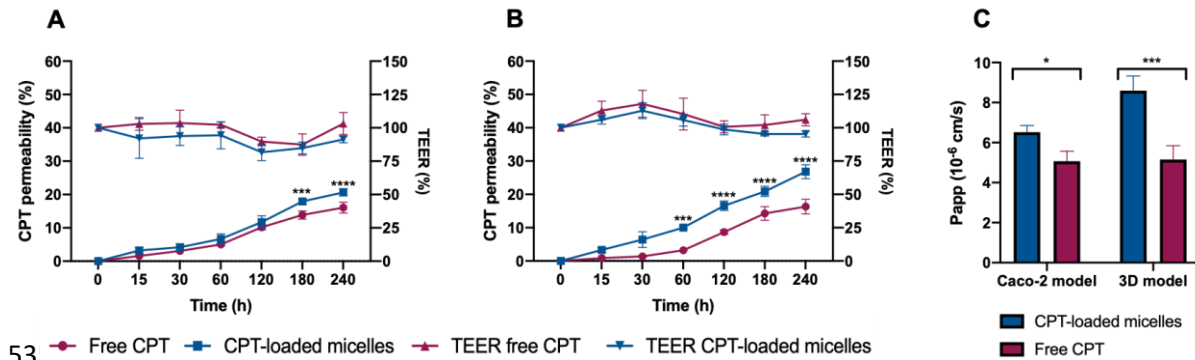 A
B
C
CPT permeability (%)
60
50
40
30
20
10
0
150
125
100
75
50
25
0
TEER (%)
*** ****
0 15 30 60 120 180 240
Time (h)
CPT permeability (%)
60
50
40
30
20
10
0
150
125
100
75
50
25
0
TEER (%)
*** **** **** ****
0 15 30 60 120 180 240
Time (h)
Papp (10-6 cm/s)
10
8
6
4
2
0
* ***
Caco-2 model 3D model
CPT-loaded micelles
Free CPT
53 Free CPT CPT-loaded micelles TEER free CPT TEER CPT-loaded micelles